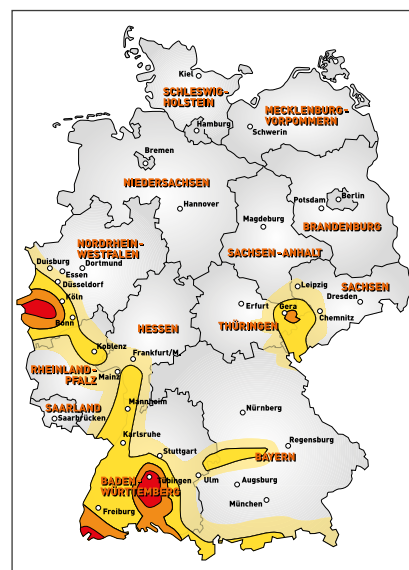 Kiel
SCHLESWIG-
HOLSTEIN
MECKLENBURG-
VORPOMMERN
Hamburg
Schwerin
Bremen
NIEDERSACHSEN
Hannover
Potsdam
Berlin
Magdeburg
BRANDENBURG
NORDRHEIN-
WESTFALEN
SACHSEN-ANHALT
Duisburg
Dortmund
Essen
Düsseldorf
Leipzig
SACHSEN
Köln
Erfurt
Gera
Dresden
Bonn
HESSEN
THÜRINGEN
Chemnitz
Koblenz
Frankfurt/M.
RHEINLAND-
PFALZ
Mainz
SAARLAND
Mannheim
Saarbrücken
Nürnberg
Karlsruhe
Regensburg
Stuttgart
BAYERN
BADEN-
WÜRTTEMBERG
Tübingen
Ulm
Augsburg
München
Freiburg